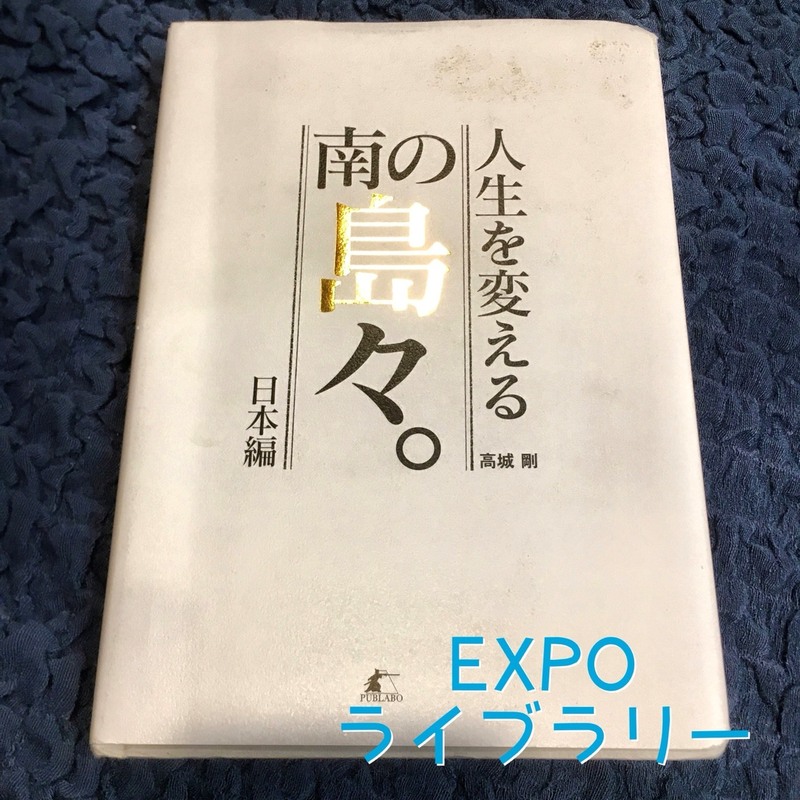 人生を変える
南の島々。
日本編
高城 剛
PUBLABO
EXPO
ライブラリー